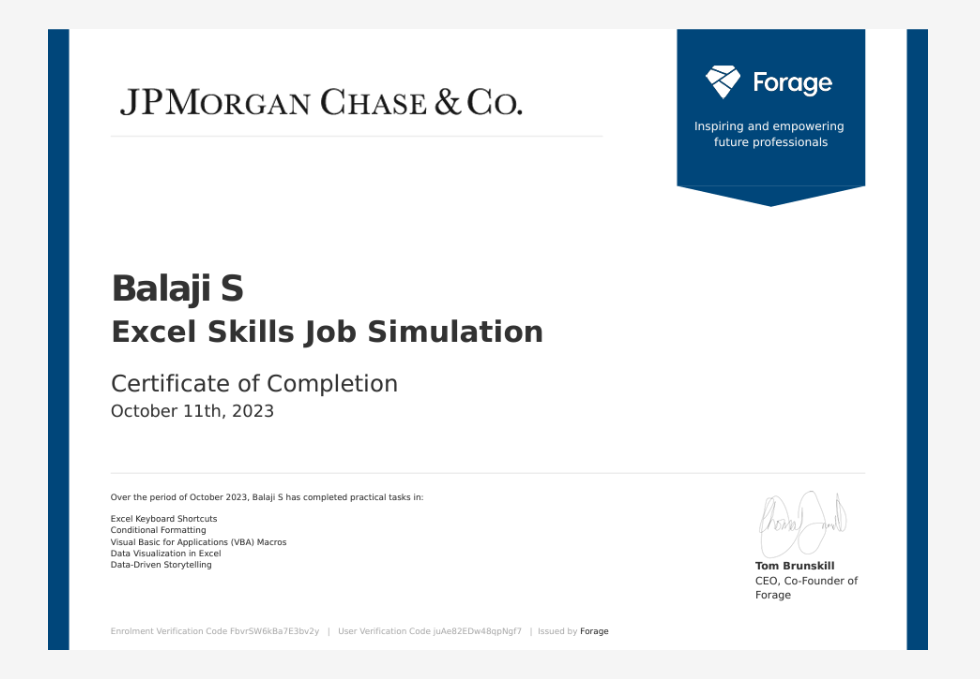 JPMORGAN CHASE & CO.
Forage
Inspiring and empowering
future professionals
Balaji S
Excel Skills Job Simulation
Certificate of Completion
October 11th, 2023
Over the period of October 2023, Balaji S has completed practical tasks in:
Excel Keyboard Shortcuts
Conditional Formatting
Visual Basic for Applications (VBA) Macros
Data Visualization in Excel
Data-Driven Storytelling
Tom Brunskill
CEO, Co-Founder of
Forage
Enrolment Verification Code FbvrSW6kBa7E3bv2y | User Verification Code juAe82EDw48qpNgf7 | Issued by Forage